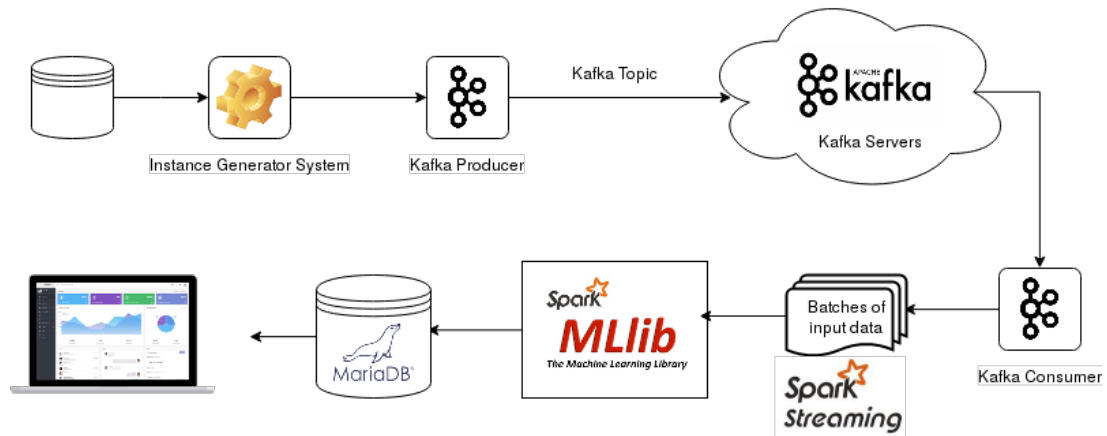 Kafka Topic
APACHE
kafka
Kafka Servers
Instance Generator System
Kafka Producer
Batches of
input data
Spark
MLlib
The Machine Learning Library
MariaDB
Spark
Streaming
Kafka Consumer